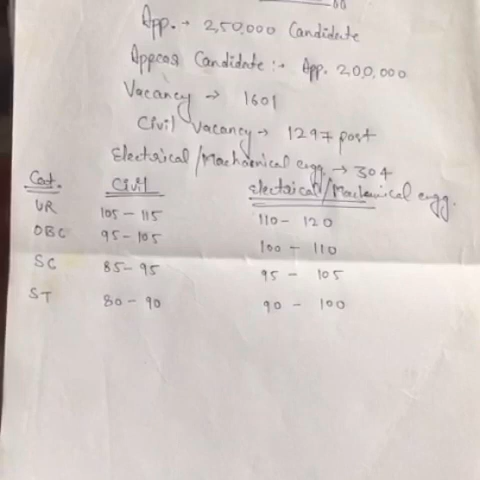 App. → 2,50,000 Candidate
Appear Candidate :→ App. 200,000
Vacancy → 1601
Civil Vacancy → 1297 post
Electrical/Mechanical engg. → 304
Cat. Civil Electrical/Mechanical engg.
UR 105 - 115 110 - 120
OBC 95 - 105 100 - 110
SC 85 - 95 95 - 105
ST 80 - 90 90 - 100